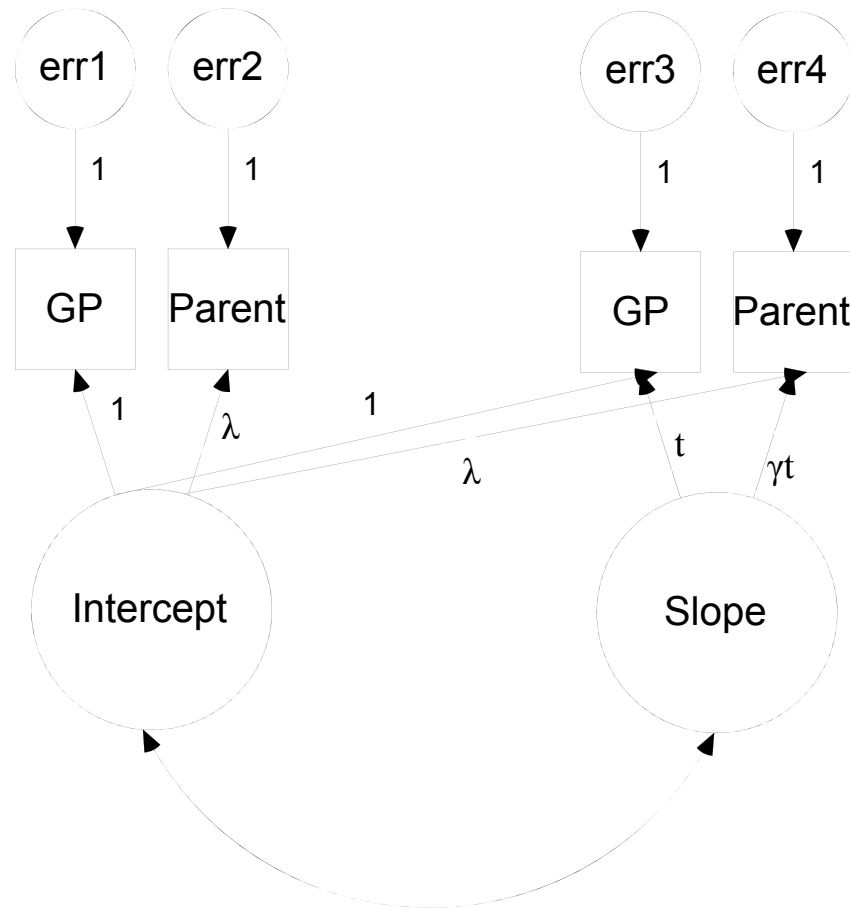 err1 err2 err3 err4
1 1 1 1
GP Parent GP Parent
1 λ 1 λ t γt
Intercept Slope